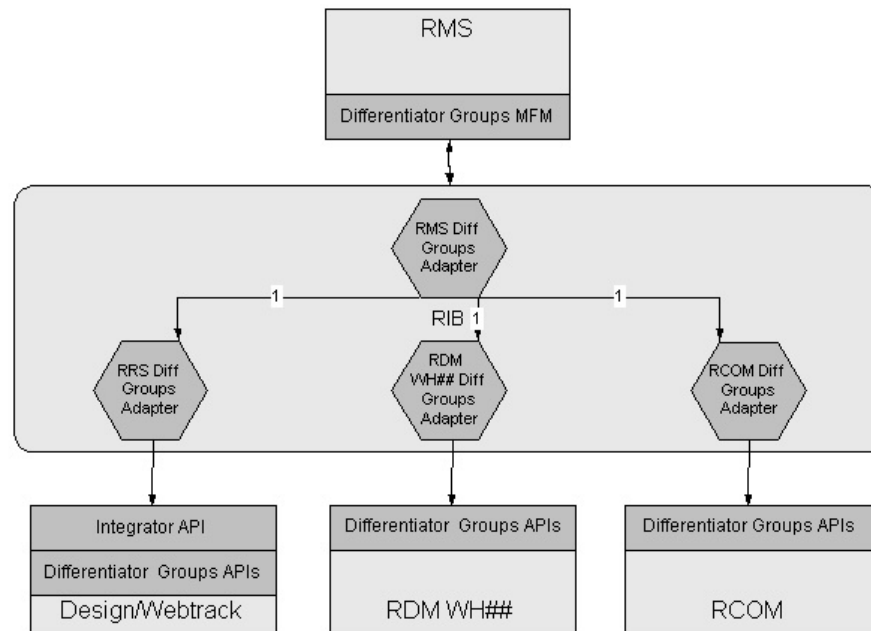 RMS
Differentiator Groups MFM
RMS Diff
Groups
Adapter
1
1
RIB 1
RRS Diff
Groups
Adapter
RDM
WH## Diff
Groups
Adapter
RCOM Diff
Groups
Adapter
Integrator API
Differentiator Groups APIs
Design/Webtrack
Differentiator Groups APIs
RDM WH##
Differentiator Groups APIs
RCOM